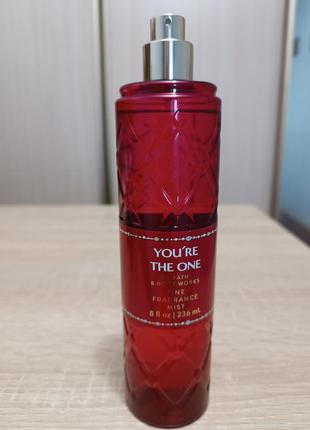 YOU'RE
THE ONE
BATH
& BODY WORKS
FINE
FRAGRANCE
MIST
8 fl oz | 236 mL